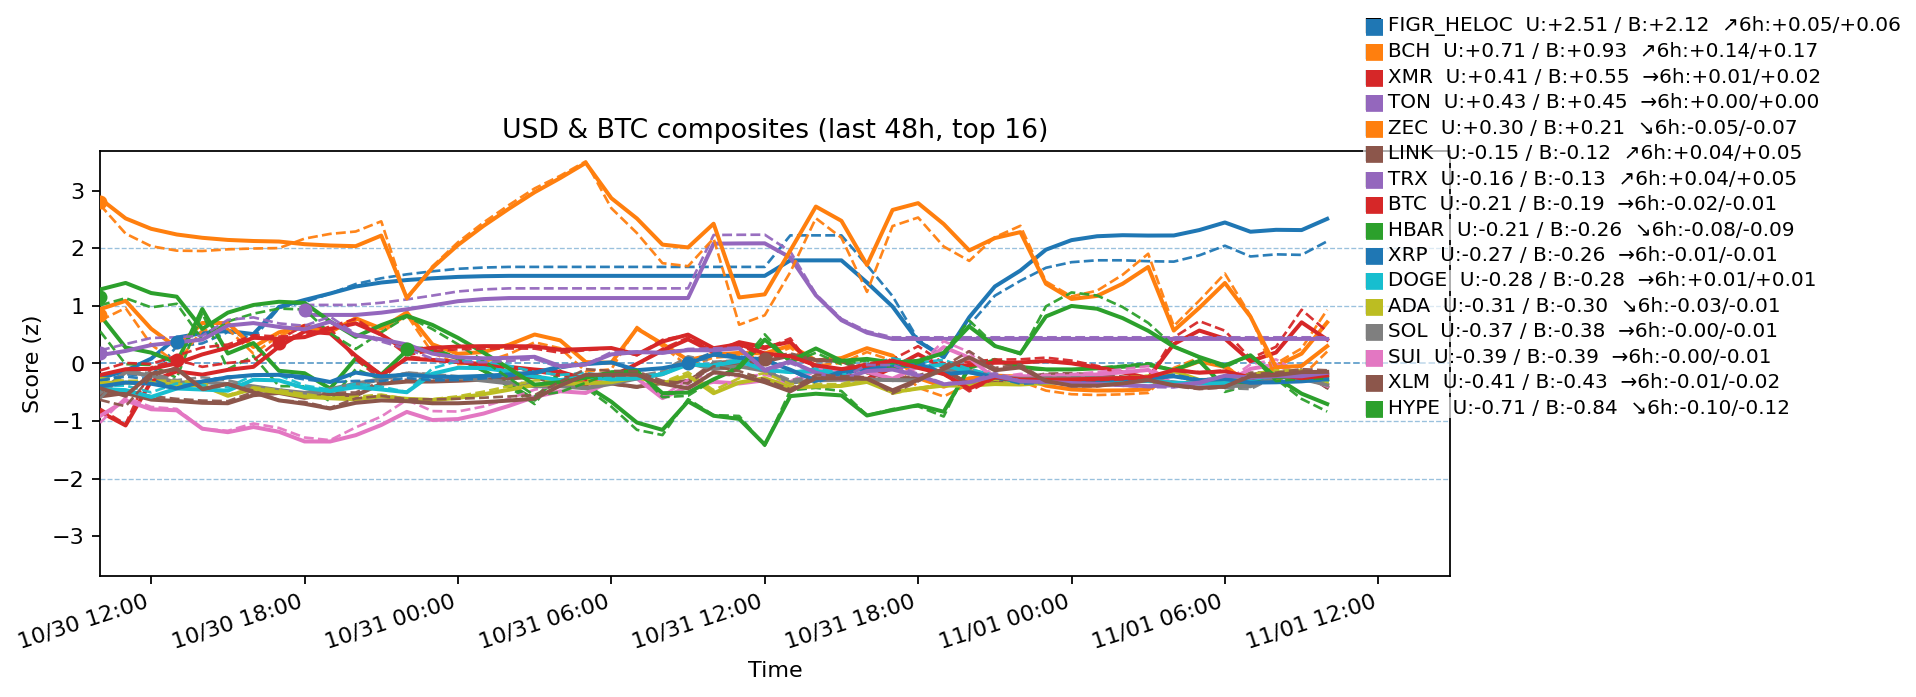 FIGR_HELOC  U:+2.51 / B:+2.12  ↗6h:+0.05/+0.06
BCH  U:+0.71 / B:+0.93  ↗6h:+0.14/+0.17
XMR  U:+0.41 / B:+0.55  →6h:+0.01/+0.02
TON  U:+0.43 / B:+0.45  →6h:+0.00/+0.00
ZEC  U:+0.30 / B:+0.21  ↘6h:-0.05/-0.07
LINK  U:-0.15 / B:-0.12  ↗6h:+0.04/+0.05
TRX  U:-0.16 / B:-0.13  ↗6h:+0.04/+0.05
BTC  U:-0.21 / B:-0.19  →6h:-0.02/-0.01
HBAR  U:-0.21 / B:-0.26  ↘6h:-0.08/-0.09
XRP  U:-0.27 / B:-0.26  →6h:-0.01/-0.01
DOGE  U:-0.28 / B:-0.28  →6h:+0.01/+0.01
ADA  U:-0.31 / B:-0.30  ↘6h:-0.03/-0.01
SOL  U:-0.37 / B:-0.38  →6h:-0.00/-0.01
SUI  U:-0.39 / B:-0.39  →6h:-0.00/-0.01
XLM  U:-0.41 / B:-0.43  →6h:-0.01/-0.02
HYPE  U:-0.71 / B:-0.84  ↘6h:-0.10/-0.12
USD & BTC composites (last 48h, top 16)
Score (z)
3
2
1
0
−1
−2
−3
10/30 12:00
10/30 18:00
10/31 00:00
10/31 06:00
10/31 12:00
10/31 18:00
11/01 00:00
11/01 06:00
11/01 12:00
Time